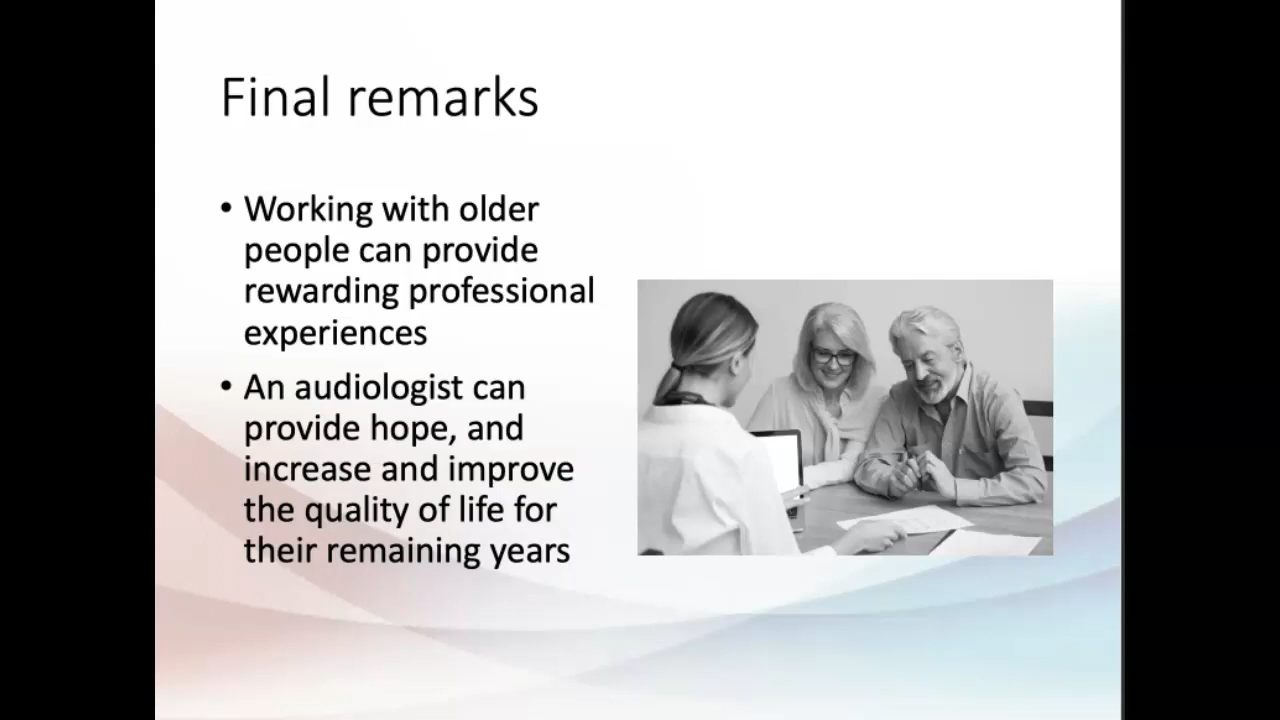 Final remarks
• Working with older
people can provide
rewarding professional
experiences
• An audiologist can
provide hope, and
increase and improve
the quality of life for
their remaining years